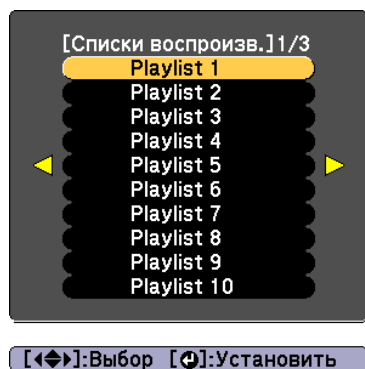 [Списки воспроизв.]1/3
Playlist 1
Playlist 2
Playlist 3
Playlist 4
Playlist 5
Playlist 6
Playlist 7
Playlist 8
Playlist 9
Playlist 10
[]:Выбор []:Установить